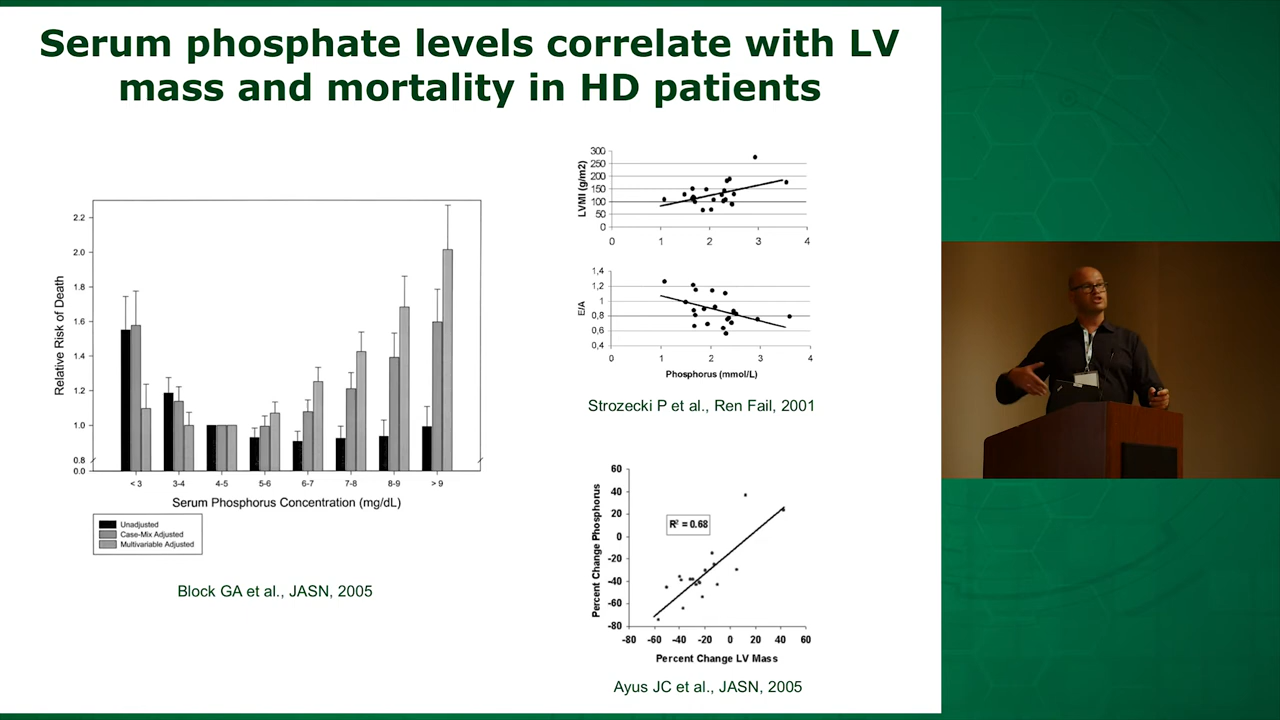 Serum phosphate levels correlate with LV
mass and mortality in HD patients
Relative Risk of Death
2.2
2.0
1.8
1.6
1.4
1.2
1.0
0.8
0.0
< 3
3-4
4-5
5-6
6-7
7-8
8-9
> 9
Serum Phosphorus Concentration (mg/dL)
Unadjusted
Case-Mix Adjusted
Multivariable Adjusted
Block GA et al., JASN, 2005
LVMI (g/m2)
300
250
200
150
100
50
0
0 1 2 3 4
E/A
1,4
1,2
1
0,8
0,6
0,4
0 1 2 3 4
Phosphorus (mmol/L)
Strozecki P et al., Ren Fail, 2001
Percent Change Phosphorus
60
40
20
0
-20
-40
-60
-80
R² = 0.68
-80 -60 -40 -20 0 20 40 60
Percent Change LV Mass
Ayus JC et al., JASN, 2005